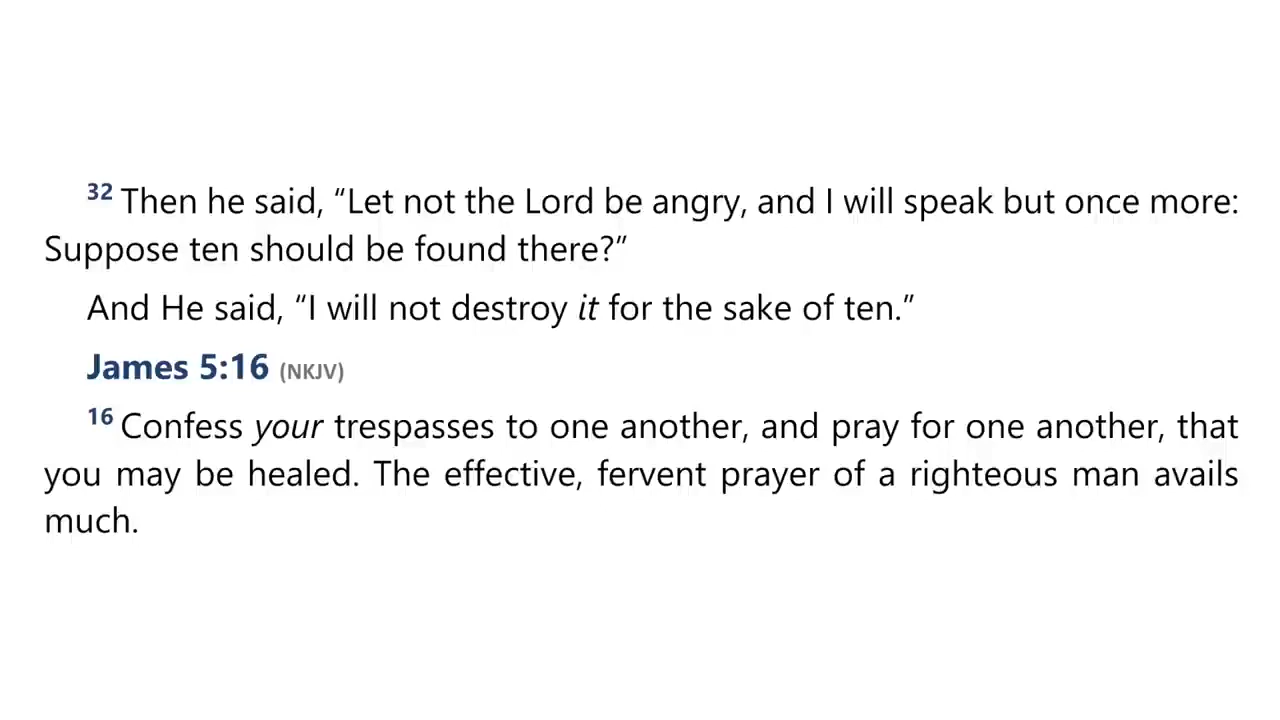 32 Then he said, “Let not the Lord be angry, and I will speak but once more:
Suppose ten should be found there?”
And He said, “I will not destroy it for the sake of ten.”
James 5:16 (NKJV)
16 Confess your trespasses to one another, and pray for one another, that
you may be healed. The effective, fervent prayer of a righteous man avails
much.